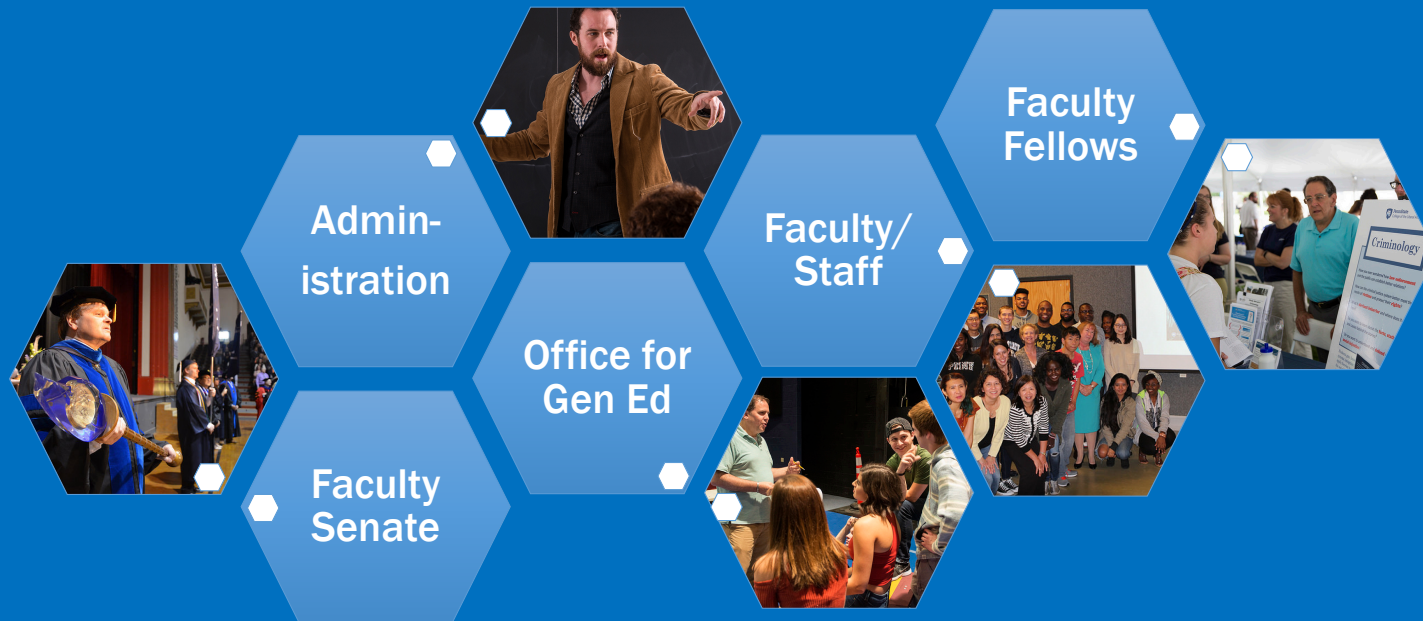 Admin-
istration
Faculty
Senate
Office for
Gen Ed
Faculty/
Staff
Faculty
Fellows
Criminology